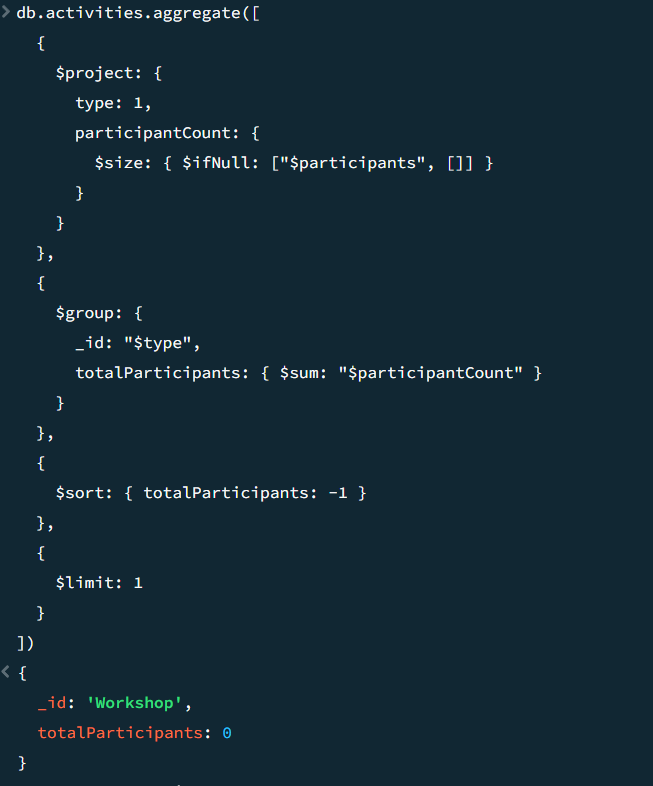 > db.activities.aggregate([
{
$project: {
type: 1,
participantCount: {
$size: { $ifNull: ["$participants", []] }
}
}
},
{
$group: {
_id: "$type",
totalParticipants: { $sum: "$participantCount" }
}
},
{
$sort: { totalParticipants: -1 }
},
{
$limit: 1
}
])
< {
_id: 'Workshop',
totalParticipants: 0
}